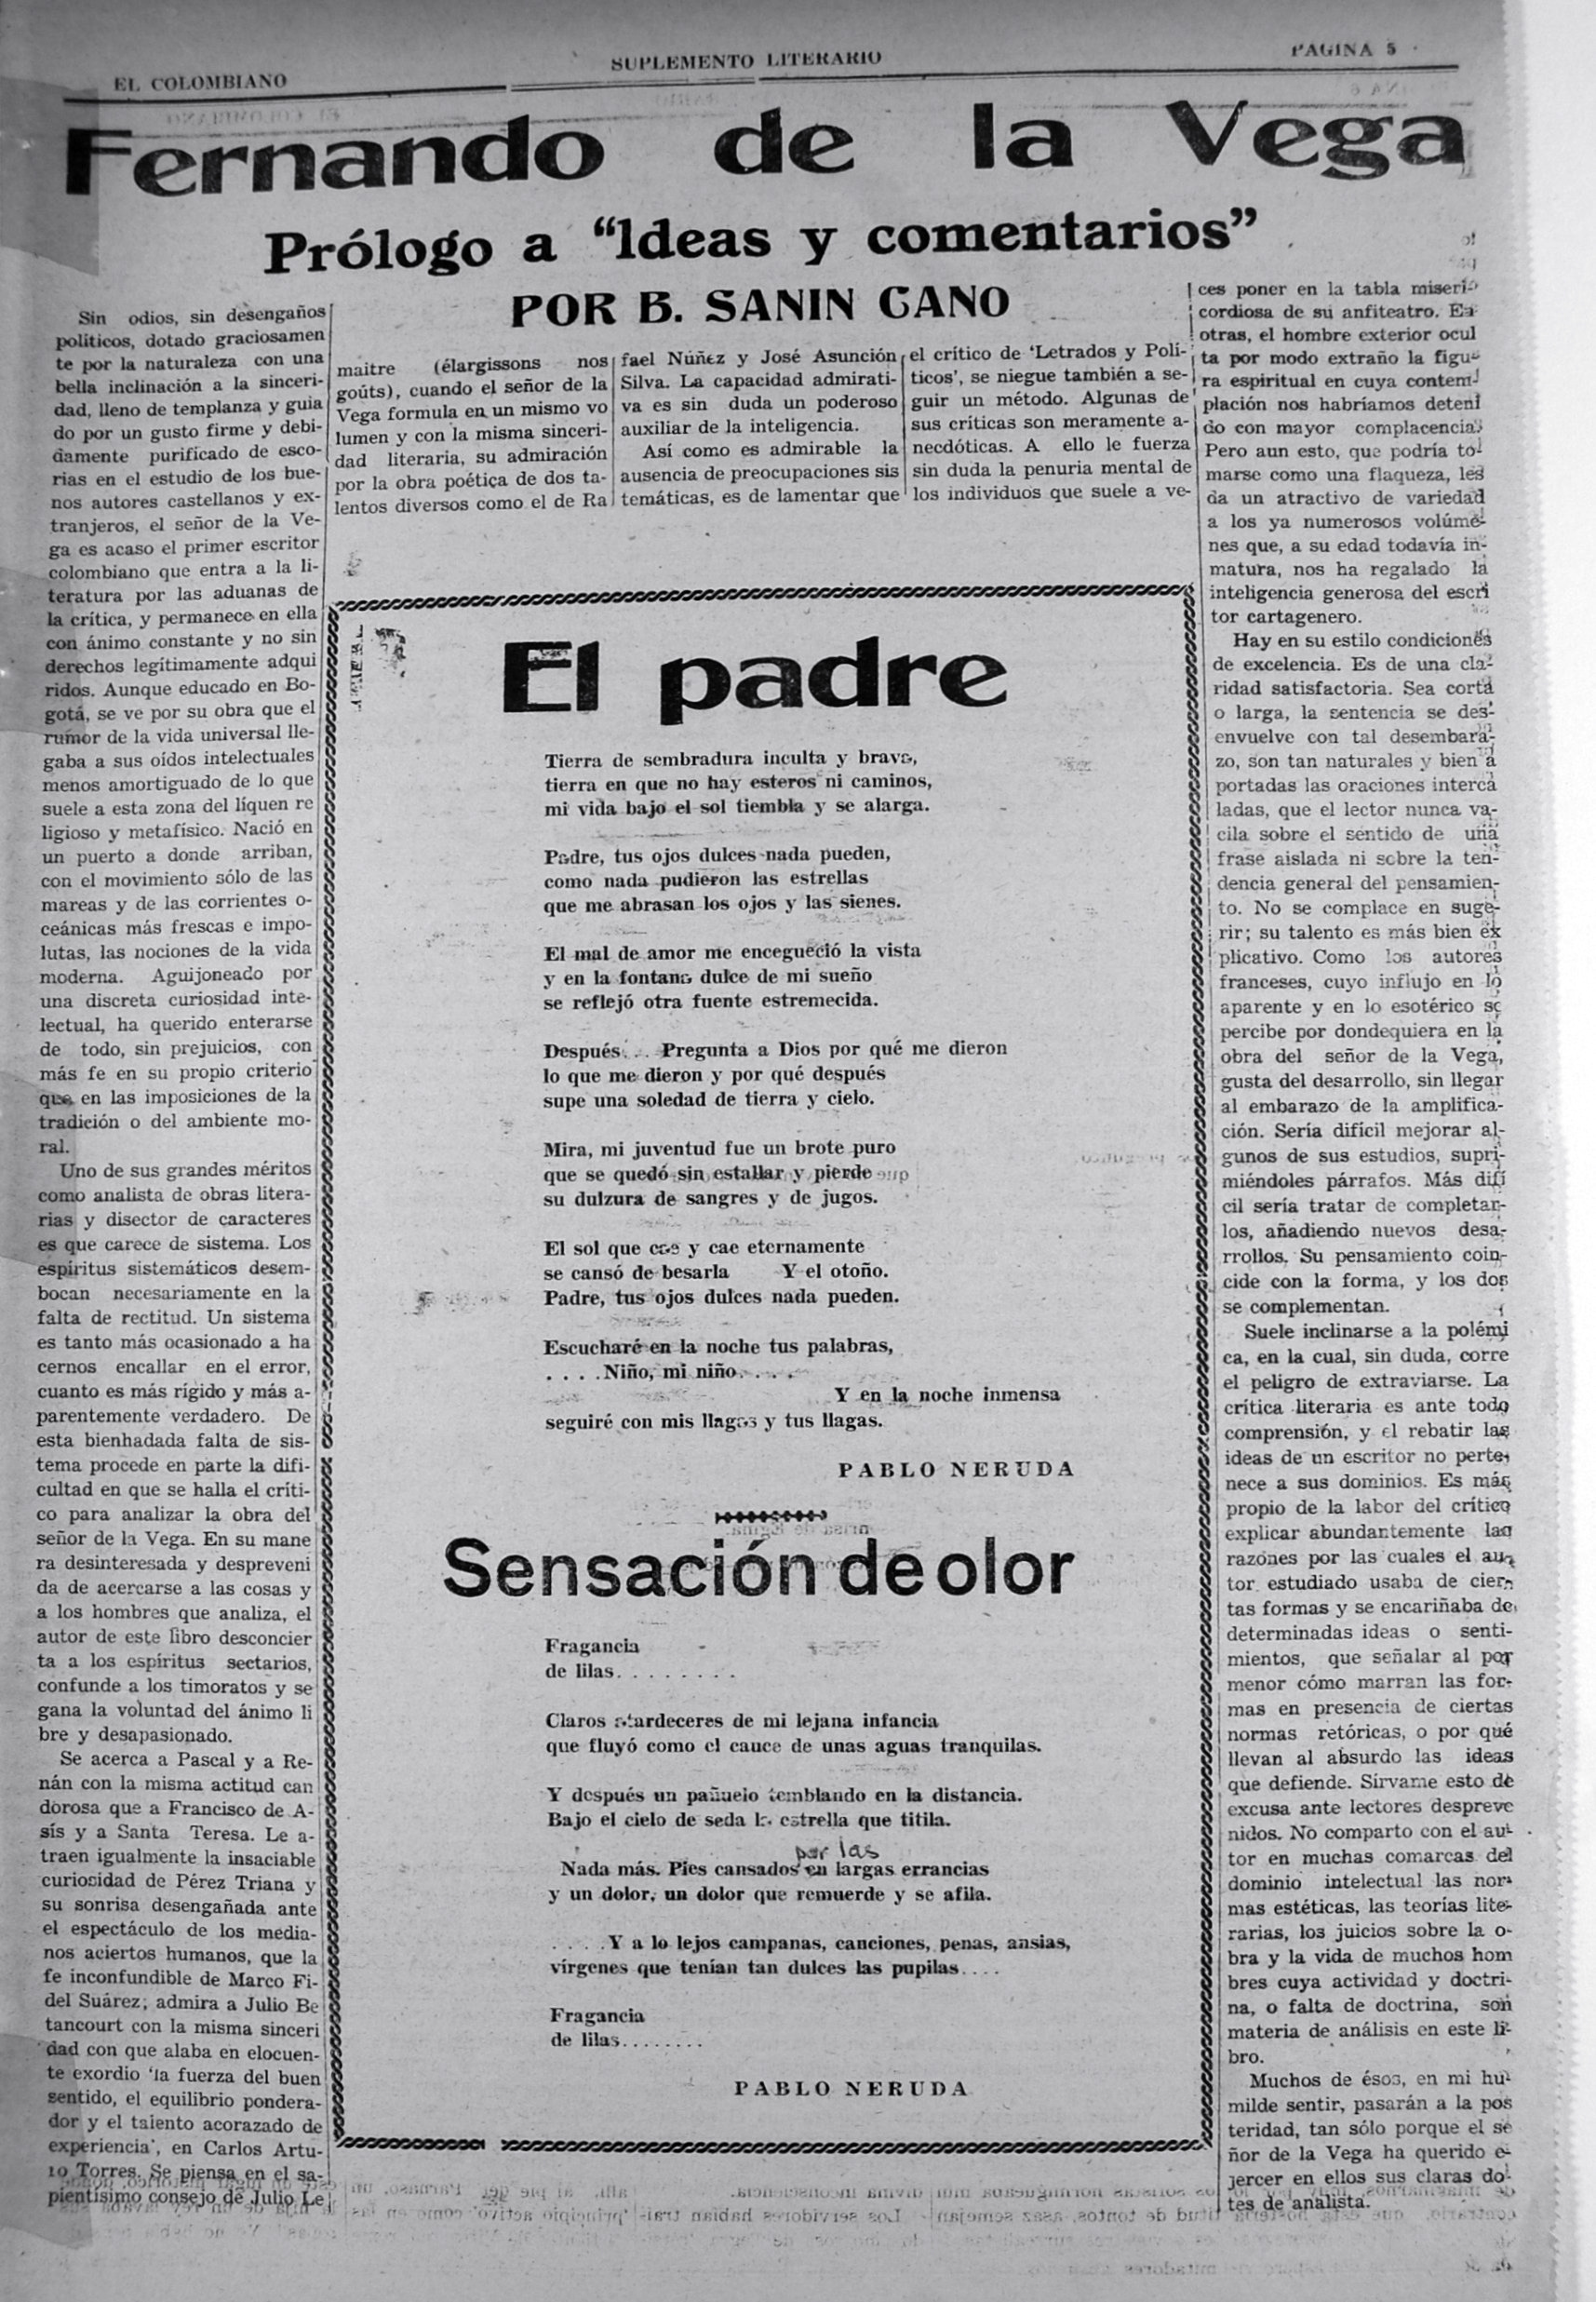 EL COLOMBIANO
SUPLEMENTO LITERARIO
PAGINA 5
Fernando de la Vega
Prólogo a "Ideas y comentarios"
POR B. SANIN CANO
Sin odios, sin desengaños
políticos, dotado graciosamen
te por la naturaleza con una
bella inclinación a la sinceri-
dad, lleno de templanza y guia
do por un gusto firme y debi-
damente purificado de esco-
rias en el estudio de los bue-
nos autores castellanos y ex-
tranjeros, el señor de la Ve-
ga es acaso el primer escritor
colombiano que entra a la li-
teratura por las aduanas de
la crítica, y permanece en ella
con ánimo constante y no sin
derechos legítimamente adqui
ridos. Aunque educado en Bo-
gotá, se ve por su obra que el
rumor de la vida universal lle-
gaba a sus oídos intelectuales
menos amortiguado de lo que
suele a esta zona del líquen re
ligioso y metafísico. Nació en
un puerto a donde arriban,
con el movimiento sólo de las
mareas y de las corrientes o-
ceánicas más frescas e impo-
lutas, las nociones de la vida
moderna. Aguijoneado por
una discreta curiosidad inte-
lectual, ha querido enterarse
de todo, sin prejuicios, con
más fe en su propio criterio
que en las imposiciones de la
tradición o del ambiente mo-
ral.
Uno de sus grandes méritos
como analista de obras litera-
rias y disector de caracteres
es que carece de sistema. Los
espíritus sistemáticos desem-
bocan necesariamente en la
falta de rectitud. Un sistema
es tanto más ocasionado a ha
cernos encallar en el error,
cuanto es más rígido y más a-
parentemente verdadero. De
esta bienhadada falta de sis-
tema procede en parte la difi-
cultad en que se halla el críti-
co para analizar la obra del
señor de la Vega. En su mane
ra desinteresada y despreveni
da de acercarse a las cosas y
a los hombres que analiza, el
autor de este libro desconcier
ta a los espíritus sectarios,
confunde a los timoratos y se
gana la voluntad del ánimo li
bre y desapasionado.
Se acerca a Pascal y a Re-
nán con la misma actitud can
dorosa que a Francisco de A-
sís y a Santa Teresa. Le a-
traen igualmente la insaciable
curiosidad de Pérez Triana y
su sonrisa desengañada ante
el espectáculo de los media-
nos aciertos humanos, que la
fe inconfundible de Marco Fi-
del Suárez; admira a Julio Be
tancourt con la misma sinceri
dad con que alaba en elocuen-
te exordio 'la fuerza del buen
sentido, el equilibrio pondera-
dor y el talento acorazado de
experiencia', en Carlos Artu-
ro Torres. Se piensa en el sa-
pientísimo consejo de Julio Le
maitre (élargissons nos
goúts), cuando el señor de la
Vega formula en un mismo vo
lumen y con la misma sinceri-
dad literaria, su admiración
por la obra poética de dos ta-
lentos diversos como el de Ra
fael Núñez y José Asunción
Silva. La capacidad admirati-
va es sin duda un poderoso
auxiliar de la inteligencia.
Así como es admirable la
ausencia de preocupaciones sis
temáticas, es de lamentar que
el crítico de 'Letrados y Polí-
ticos', se niegue también a se-
guir un método. Algunas de
sus críticas son meramente a-
necdóticas. A ello le fuerza
sin duda la penuria mental de
los individuos que suele a ve-
ces poner en la tabla miseri-
cordiosa de su anfiteatro. En
otras, el hombre exterior ocul
ta por modo extraño la figu-
ra espiritual en cuya contem-
plación nos habríamos deteni
do con mayor complacencia.
Pero aun esto, que podría to-
marse como una flaqueza, les
da un atractivo de variedad
a los ya numerosos volúme-
nes que, a su edad todavía in-
matura, nos ha regalado la
inteligencia generosa del escri
tor cartagenero.
Hay en su estilo condiciones
de excelencia. Es de una cla-
ridad satisfactoria. Sea corta
o larga, la sentencia se des-
envuelve con tal desembara-
zo, son tan naturales y bien a
portadas las oraciones interca
ladas, que el lector nunca va-
cila sobre el sentido de una
frase aislada ni sobre la ten-
dencia general del pensamien-
to. No se complace en suge-
rir; su talento es más bien ex
plicativo. Como los autores
franceses, cuyo influjo en lo
aparente y en lo esotérico se
percibe por dondequiera en la
obra del señor de la Vega,
gusta del desarrollo, sin llegar
al embarazo de la amplifica-
ción. Sería difícil mejorar al-
gunos de sus estudios, supri-
miéndoles párrafos. Más difí
cil sería tratar de completar-
los, añadiendo nuevos desa-
rrollos. Su pensamiento coin-
cide con la forma, y los dos
se complementan.
Suele inclinarse a la polémi
ca, en la cual, sin duda, corre
el peligro de extraviarse. La
crítica literaria es ante todo
comprensión, y el rebatir las
ideas de un escritor no perte-
nece a sus dominios. Es más
propio de la labor del crítico
explicar abundantemente las
razones por las cuales el au-
tor estudiado usaba de cier-
tas formas y se encariñaba de
determinadas ideas o senti-
mientos, que señalar al por
menor cómo marran las for-
mas en presencia de ciertas
normas retóricas, o por qué
llevan al absurdo las ideas
que defiende. Sírvame esto de
excusa ante lectores despreve
nidos. No comparto con el au-
tor en muchas comarcas del
dominio intelectual las nor-
mas estéticas, las teorías lite-
rarias, los juicios sobre la o-
bra y la vida de muchos hom
bres cuya actividad y doctri-
na, o falta de doctrina, son
materia de análisis en este li-
bro.
Muchos de ésos, en mi hu-
milde sentir, pasarán a la pos
teridad, tan sólo porque el se
ñor de la Vega ha querido e-
jercer en ellos sus claras do-
tes de analista.
El padre
Tierra de sembradura inculta y brava,
tierra en que no hay esteros ni caminos,
mi vida bajo el sol tiembla y se alarga.
Padre, tus ojos dulces nada pueden,
como nada pudieron las estrellas
que me abrasan los ojos y las sienes.
El mal de amor me encegueció la vista
y en la fontana dulce de mi sueño
se reflejó otra fuente estremecida.
Después... Pregunta a Dios por qué me dieron
lo que me dieron y por qué después
supe una soledad de tierra y cielo.
Mira, mi juventud fue un brote puro
que se quedó sin estallar y pierde
su dulzura de sangres y de jugos.
El sol que cae y cae eternamente
se cansó de besarla Y el otoño.
Padre, tus ojos dulces nada pueden.
Escucharé en la noche tus palabras,
. . . .Niño, mi niño. . . .
Y en la noche inmensa
seguiré con mis llagas y tus llagas.
PABLO NERUDA
Sensación de olor
Fragancia
de lilas. . . . . . . .
Claros atardeceres de mi lejana infancia
que fluyó como el cauce de unas aguas tranquilas.
Y después un pañuelo temblando en la distancia.
Bajo el cielo de seda la estrella que titila.
por las
Nada más. Pies cansados en largas errancias
y un dolor, un dolor que remuerde y se afila.
. . . .Y a lo lejos campanas, canciones, penas, ansias,
vírgenes que tenían tan dulces las pupilas. . . .
Fragancia
de lilas. . . . . . . .
PABLO NERUDA